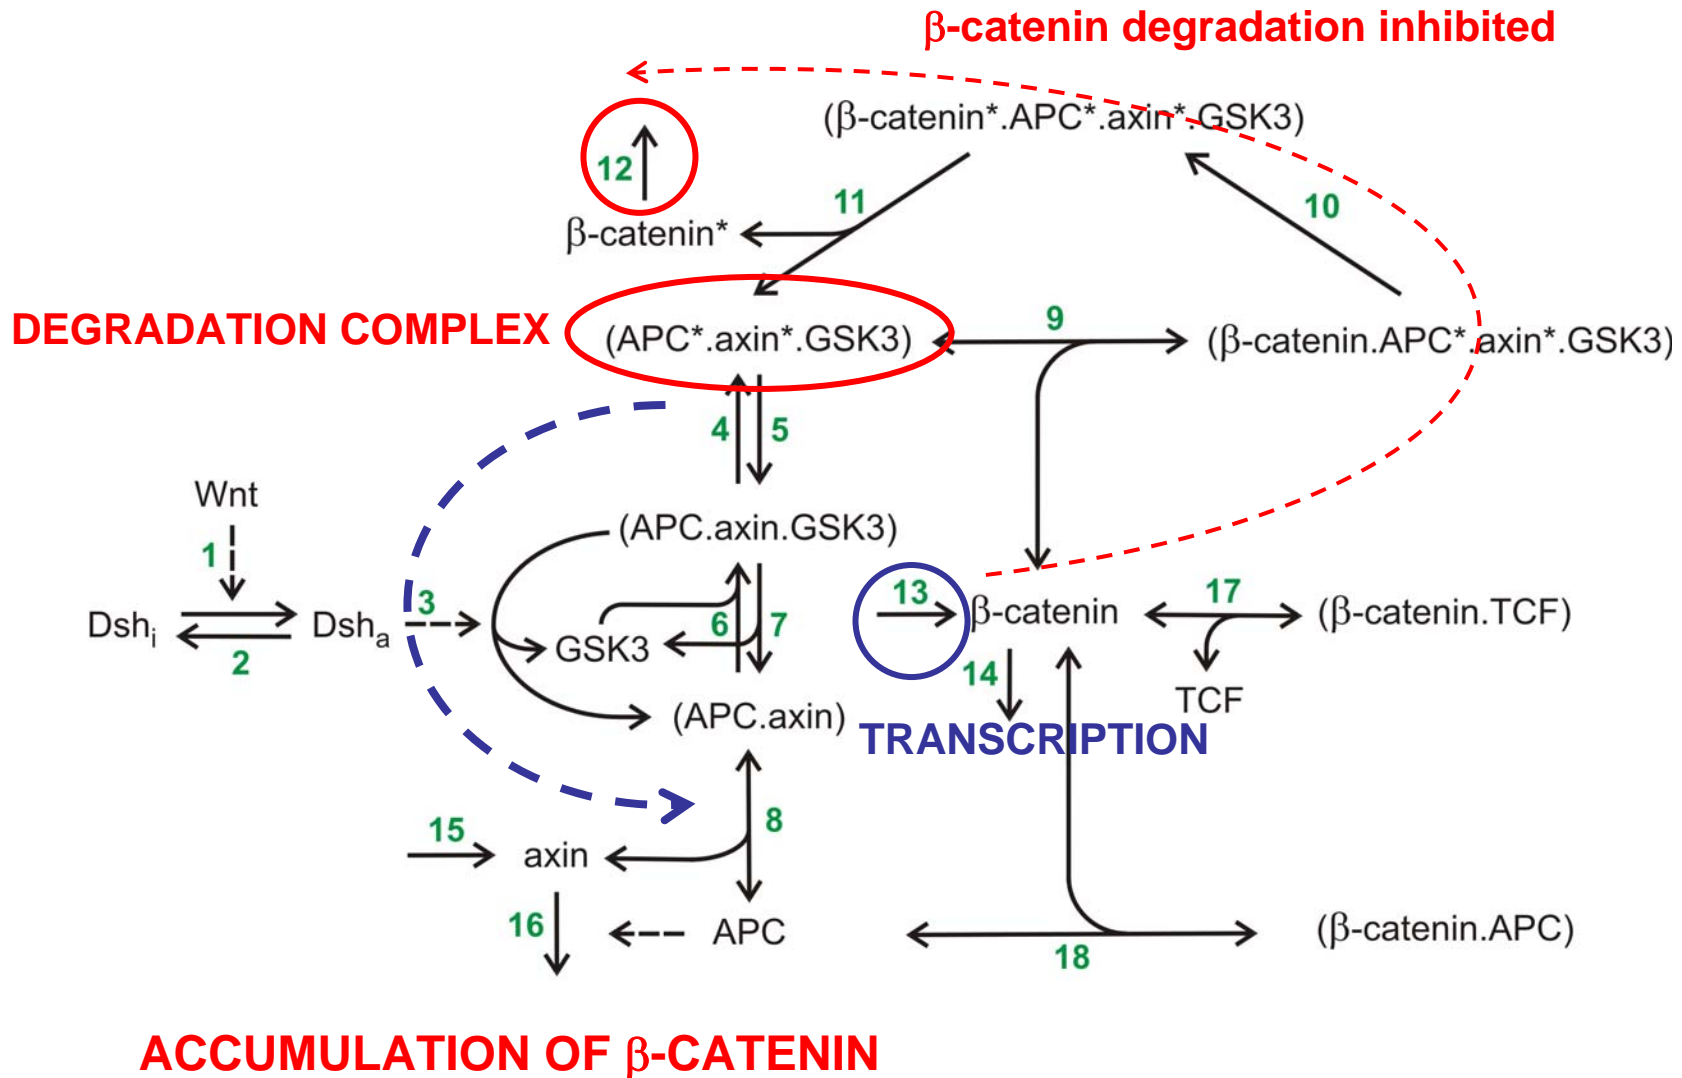 β-catenin degradation inhibited
(β-catenin*.APC*.axin*.GSK3)
12
11
10
β-catenin*
DEGRADATION COMPLEX
(APC*.axin*.GSK3)
9
(β-catenin.APC*.axin*.GSK3)
4
5
Wnt
(APC.axin.GSK3)
1
Dshi
Dsha
3
2
GSK3
6
7
13
β-catenin
17
(β-catenin.TCF)
14
TCF
(APC.axin)
TRANSCRIPTION
15
axin
8
16
APC
18
(β-catenin.APC)
ACCUMULATION OF β-CATENIN